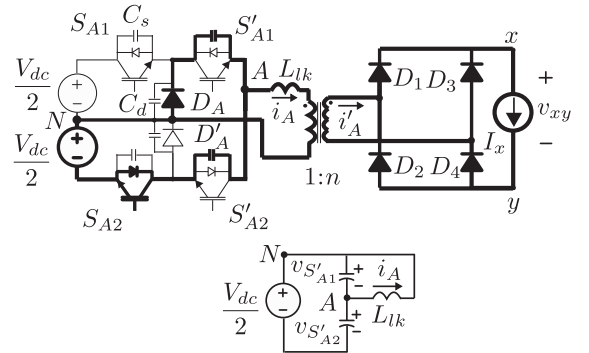 S_{A1} C_s S'_{A1}
V_{dc}/2 + − C_d D_A A L_{lk} i_A i'_A D_1 D_3 x + v_{xy} −
N D'_A I_x
V_{dc}/2 + − 1:n D_2 D_4
S_{A2} S'_{A2} y
N v_{S'_{A1}} + − i_A
V_{dc}/2 + − A L_{lk}
v_{S'_{A2}} + −